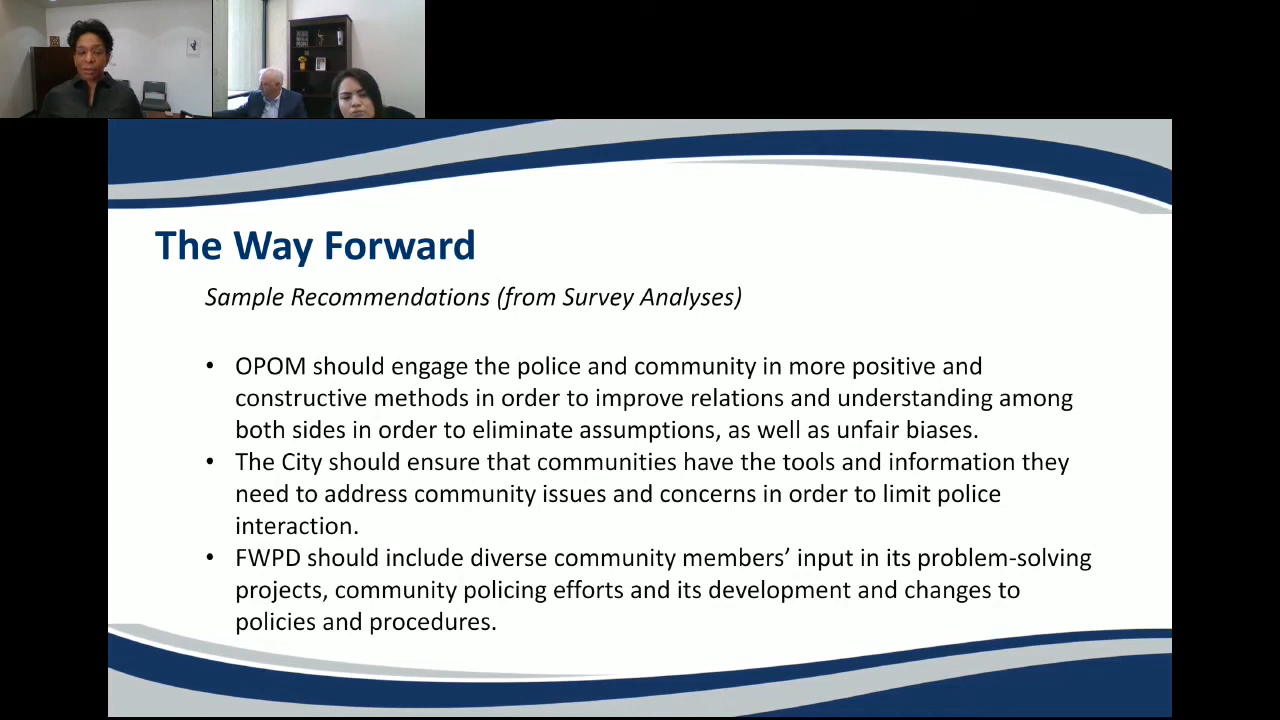 The Way Forward
Sample Recommendations (from Survey Analyses)
• OPOM should engage the police and community in more positive and
constructive methods in order to improve relations and understanding among
both sides in order to eliminate assumptions, as well as unfair biases.
• The City should ensure that communities have the tools and information they
need to address community issues and concerns in order to limit police
interaction.
• FWPD should include diverse community members’ input in its problem-solving
projects, community policing efforts and its development and changes to
policies and procedures.